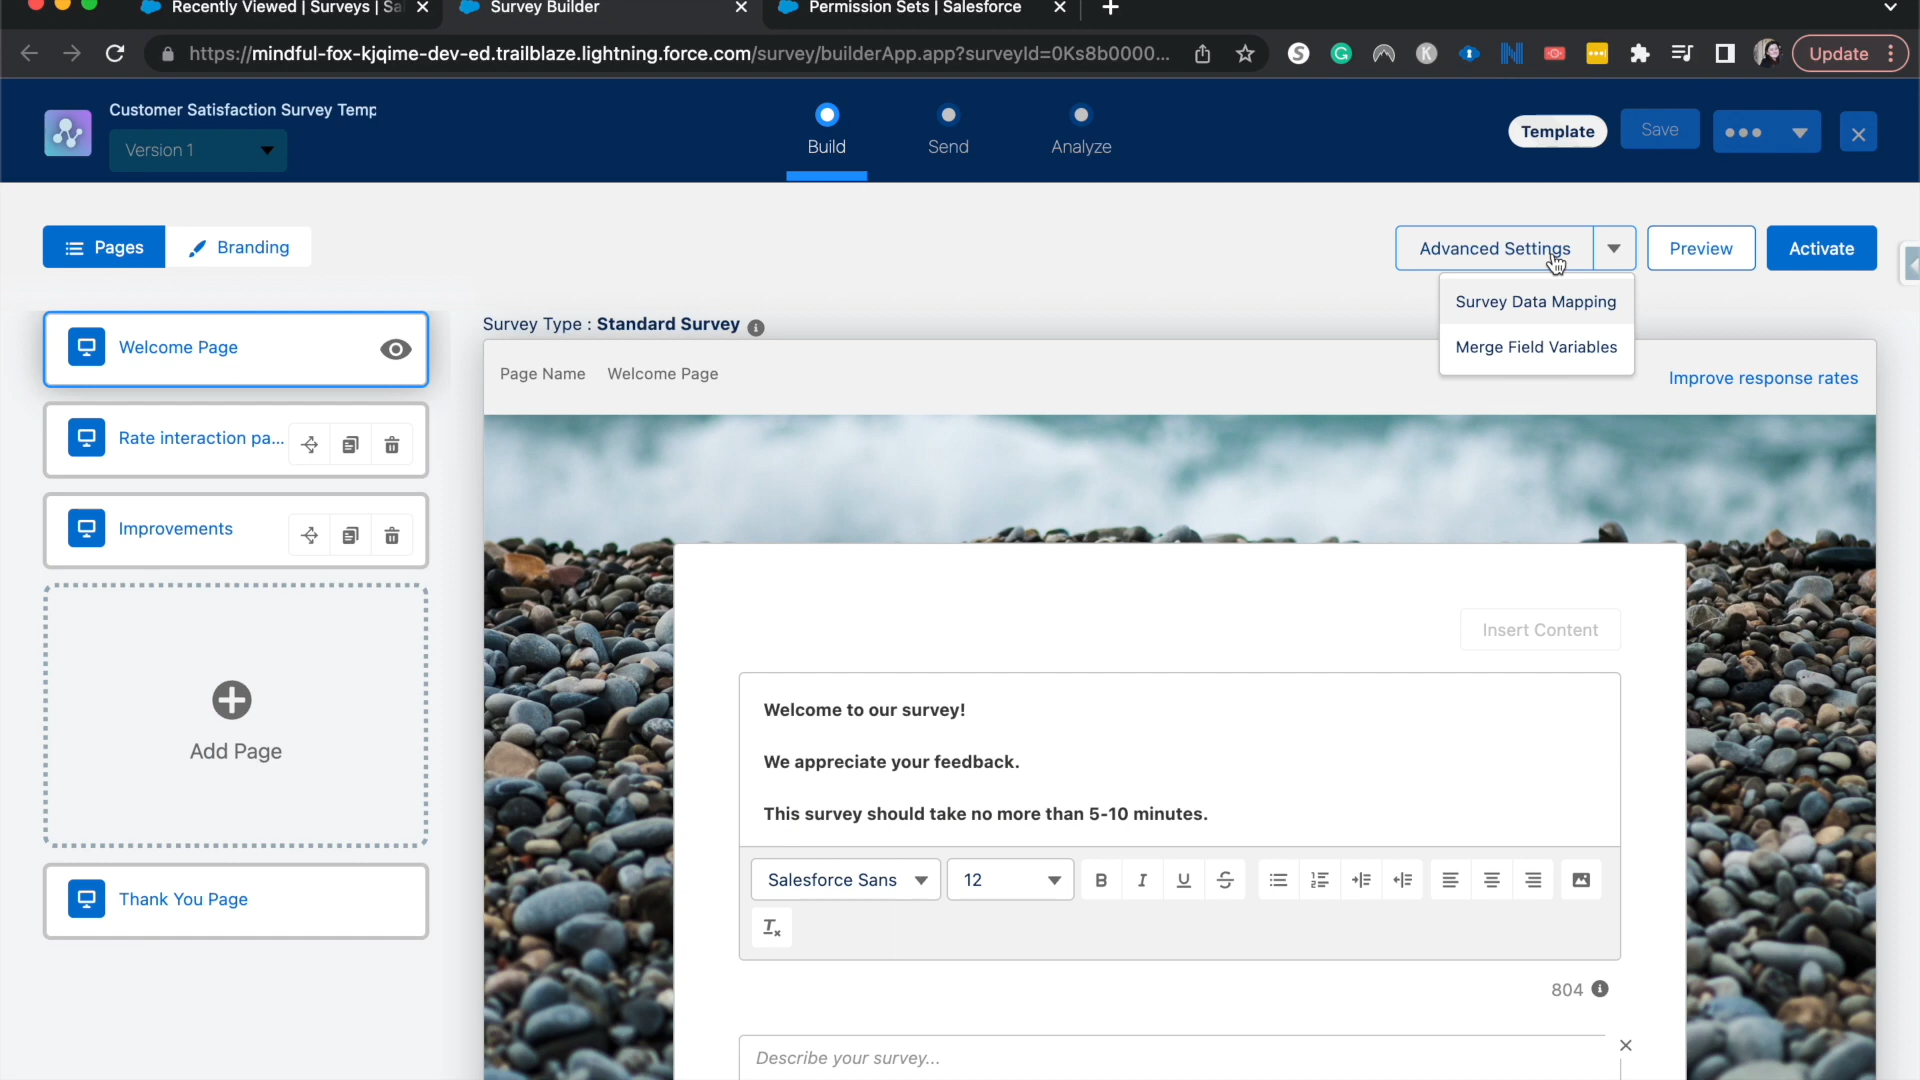 Recently Viewed | Surveys | Sa
Survey Builder
Permission Sets | Salesforce
https://mindful-fox-kjqime-dev-ed.trailblaze.lightning.force.com/survey/builderApp.app?surveyId=0Ks8b0000...
Update
Customer Satisfaction Survey Temp
Version 1
Build
Send
Analyze
Template
Save
Pages
Branding
Advanced Settings
Preview
Activate
Survey Data Mapping
Merge Field Variables
Welcome Page
Rate interaction pa...
Improvements
Add Page
Thank You Page
Survey Type : Standard Survey
Page Name Welcome Page
Improve response rates
Insert Content
Welcome to our survey!
We appreciate your feedback.
This survey should take no more than 5-10 minutes.
Salesforce Sans
12
804
Describe your survey...